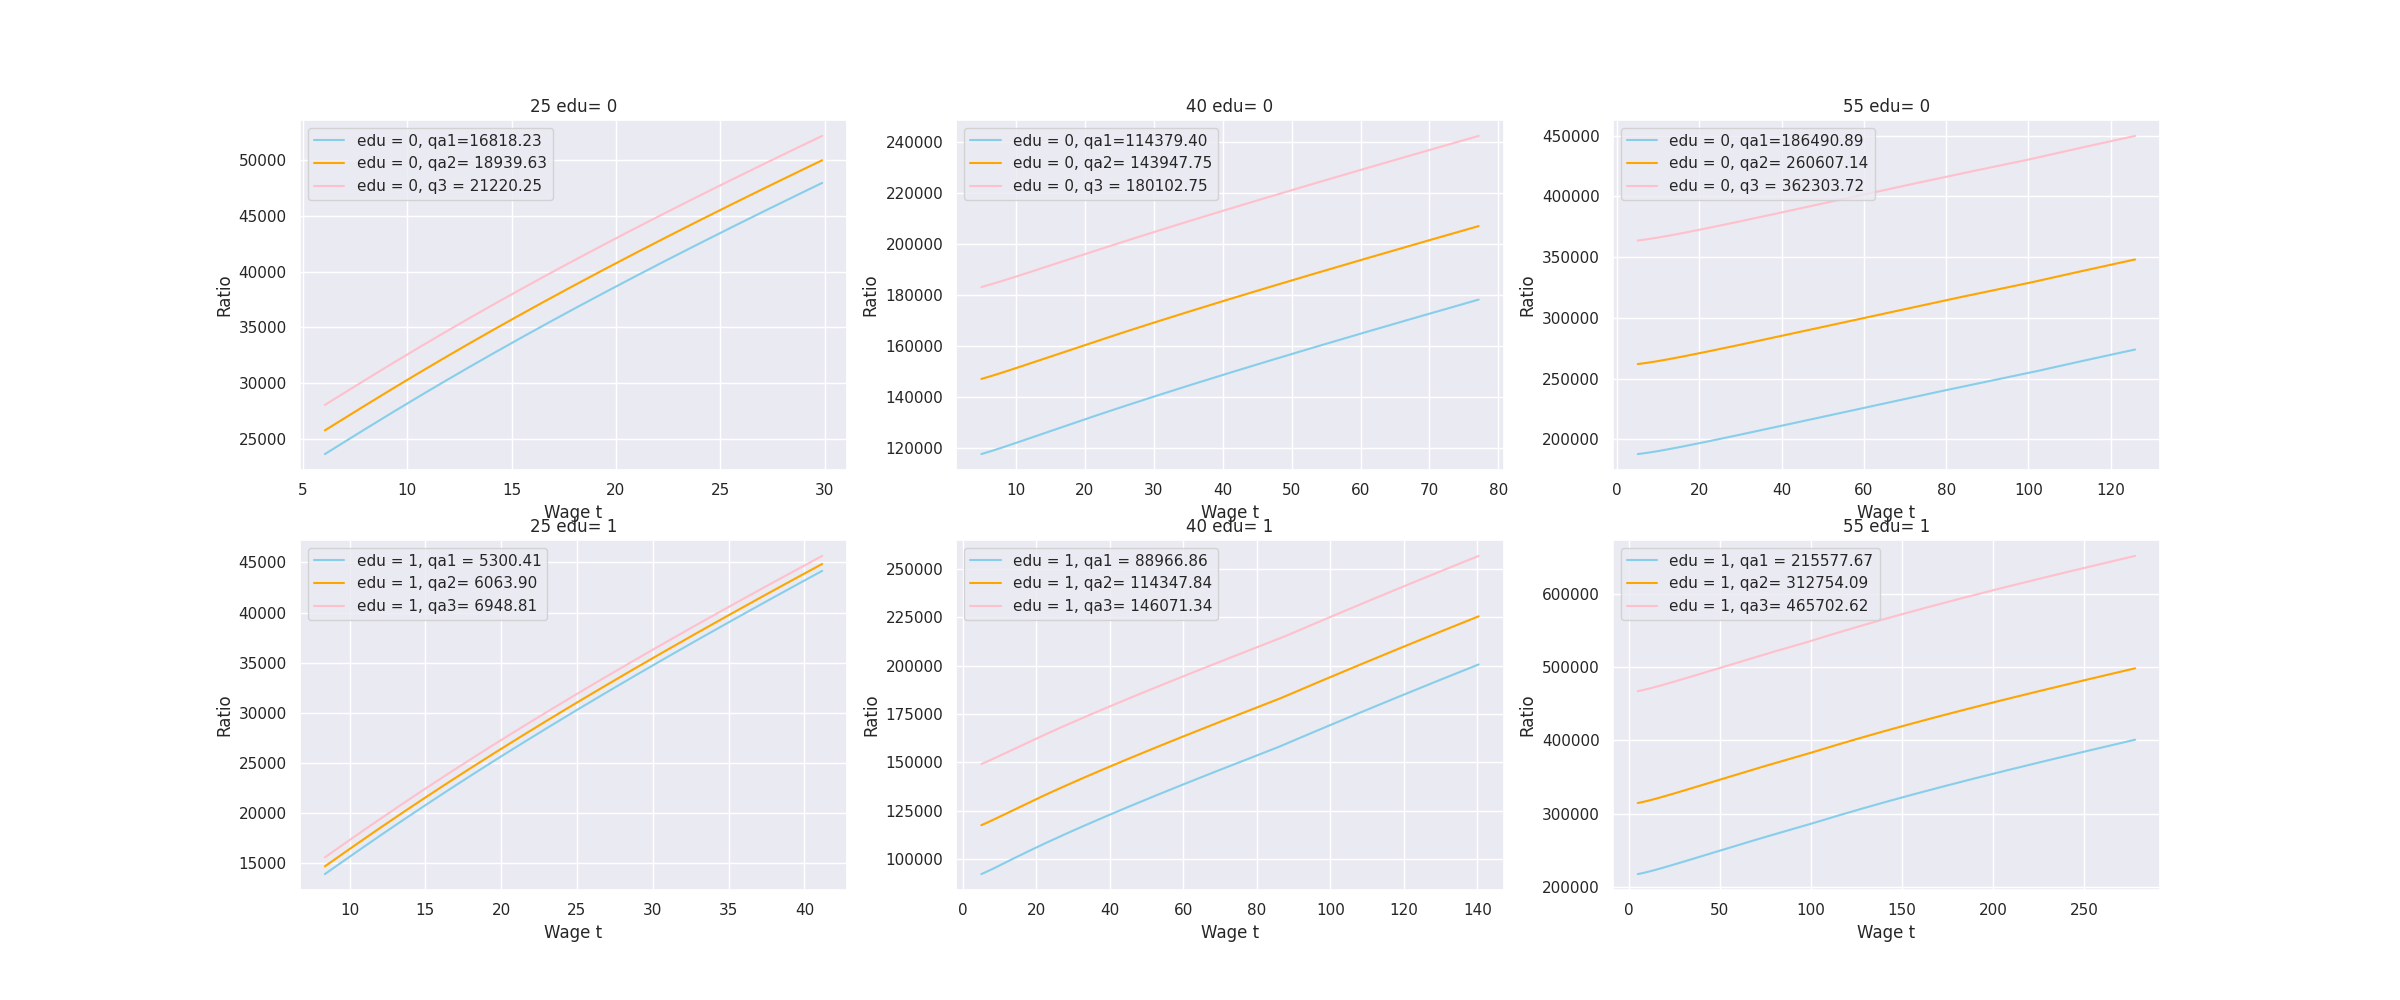 25 edu= 0
edu = 0, qa1=16818.23
edu = 0, qa2= 18939.63
edu = 0, q3 = 21220.25
50000
45000
40000
35000
30000
25000
Ratio
5 10 15 20 25 30
Wage t
40 edu= 0
edu = 0, qa1=114379.40
edu = 0, qa2= 143947.75
edu = 0, q3 = 180102.75
240000
220000
200000
180000
160000
140000
120000
Ratio
10 20 30 40 50 60 70 80
Wage t
55 edu= 0
edu = 0, qa1=186490.89
edu = 0, qa2= 260607.14
edu = 0, q3 = 362303.72
450000
400000
350000
300000
250000
200000
Ratio
0 20 40 60 80 100 120
Wage t
25 edu= 1
edu = 1, qa1 = 5300.41
edu = 1, qa2= 6063.90
edu = 1, qa3= 6948.81
45000
40000
35000
30000
25000
20000
15000
Ratio
10 15 20 25 30 35 40
Wage t
40 edu= 1
edu = 1, qa1 = 88966.86
edu = 1, qa2= 114347.84
edu = 1, qa3= 146071.34
250000
225000
200000
175000
150000
125000
100000
Ratio
0 20 40 60 80 100 120 140
Wage t
55 edu= 1
edu = 1, qa1 = 215577.67
edu = 1, qa2= 312754.09
edu = 1, qa3= 465702.62
600000
500000
400000
300000
200000
Ratio
0 50 100 150 200 250
Wage t